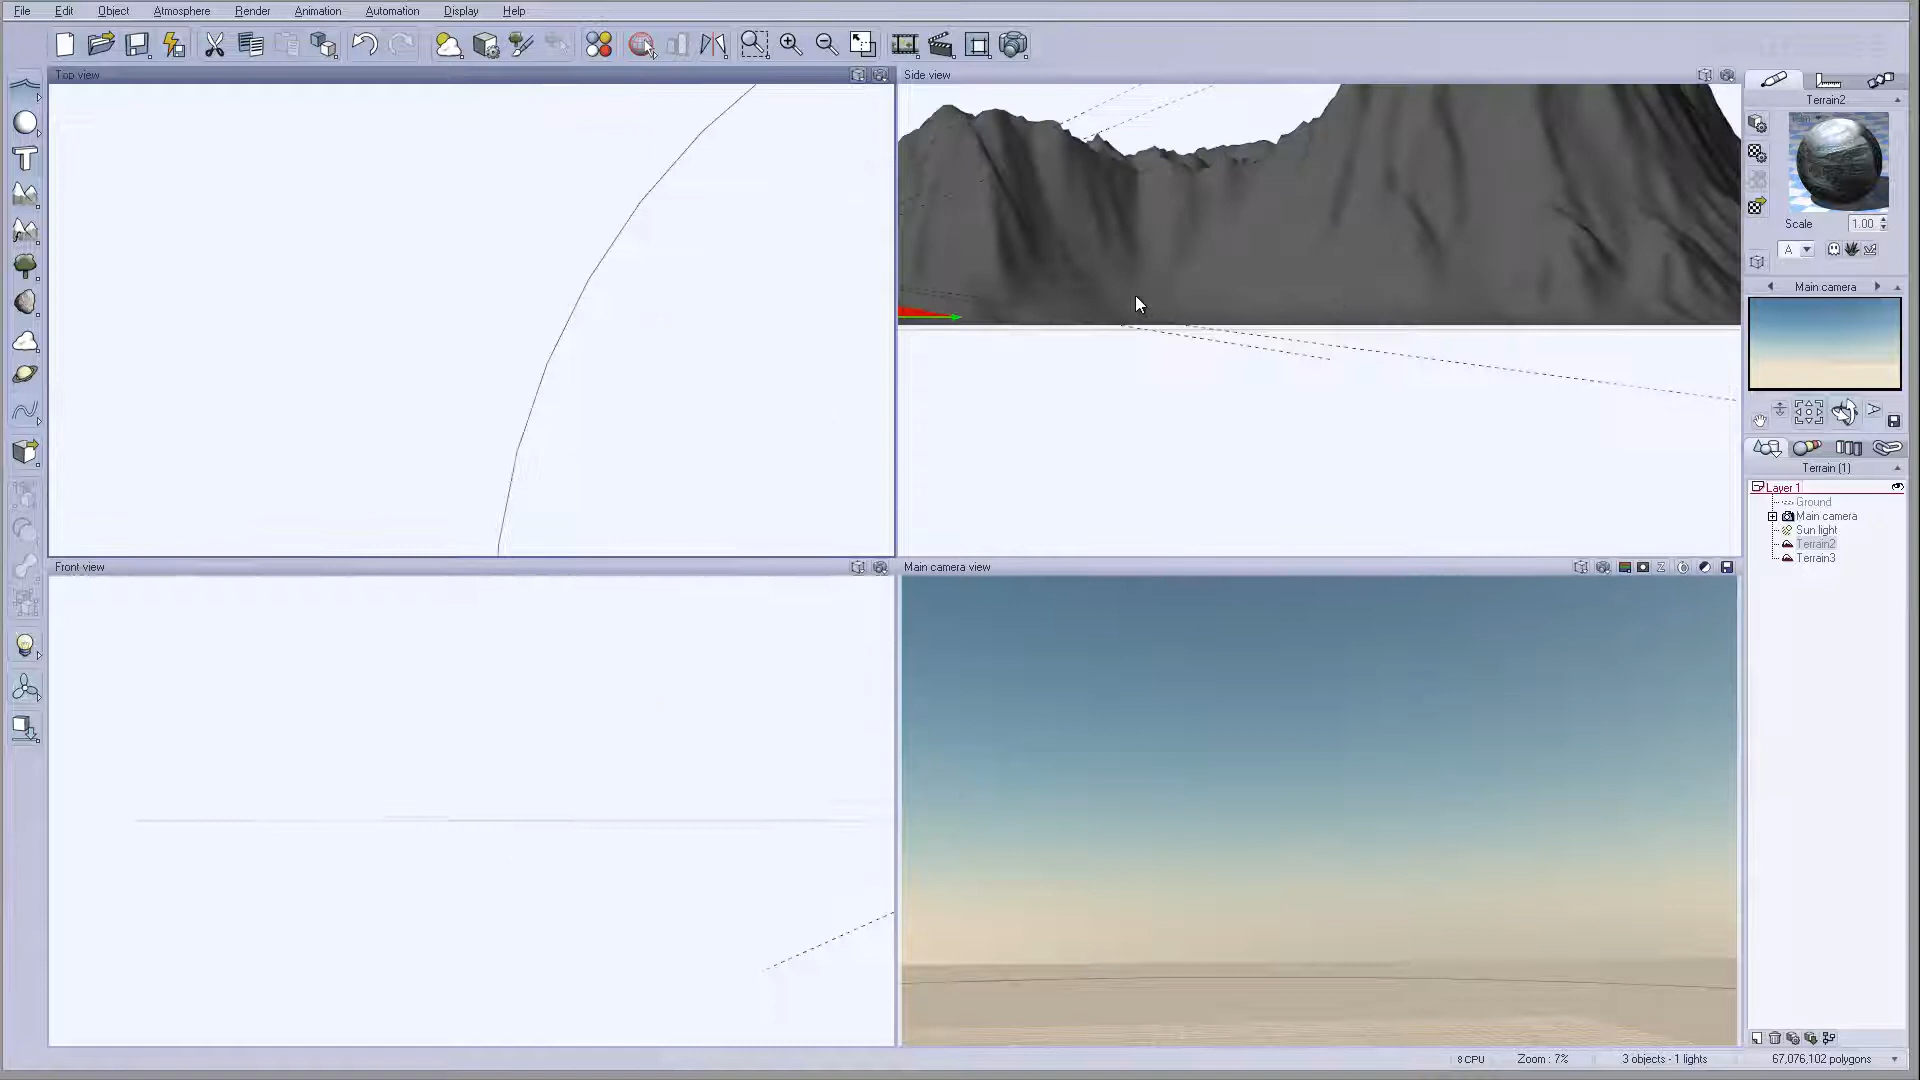 File Edit Object Atmosphere Render Animation Automation Display Help
Top view
Side view
Terrain2
Scale 1.00
A
Main camera
Terrain (1)
Layer 1
Ground
Main camera
Sun light
Terrain2
Terrain3
Front view
Main camera view
8 CPU Zoom : 7% 3 objects - 1 lights 67,076,102 polygons